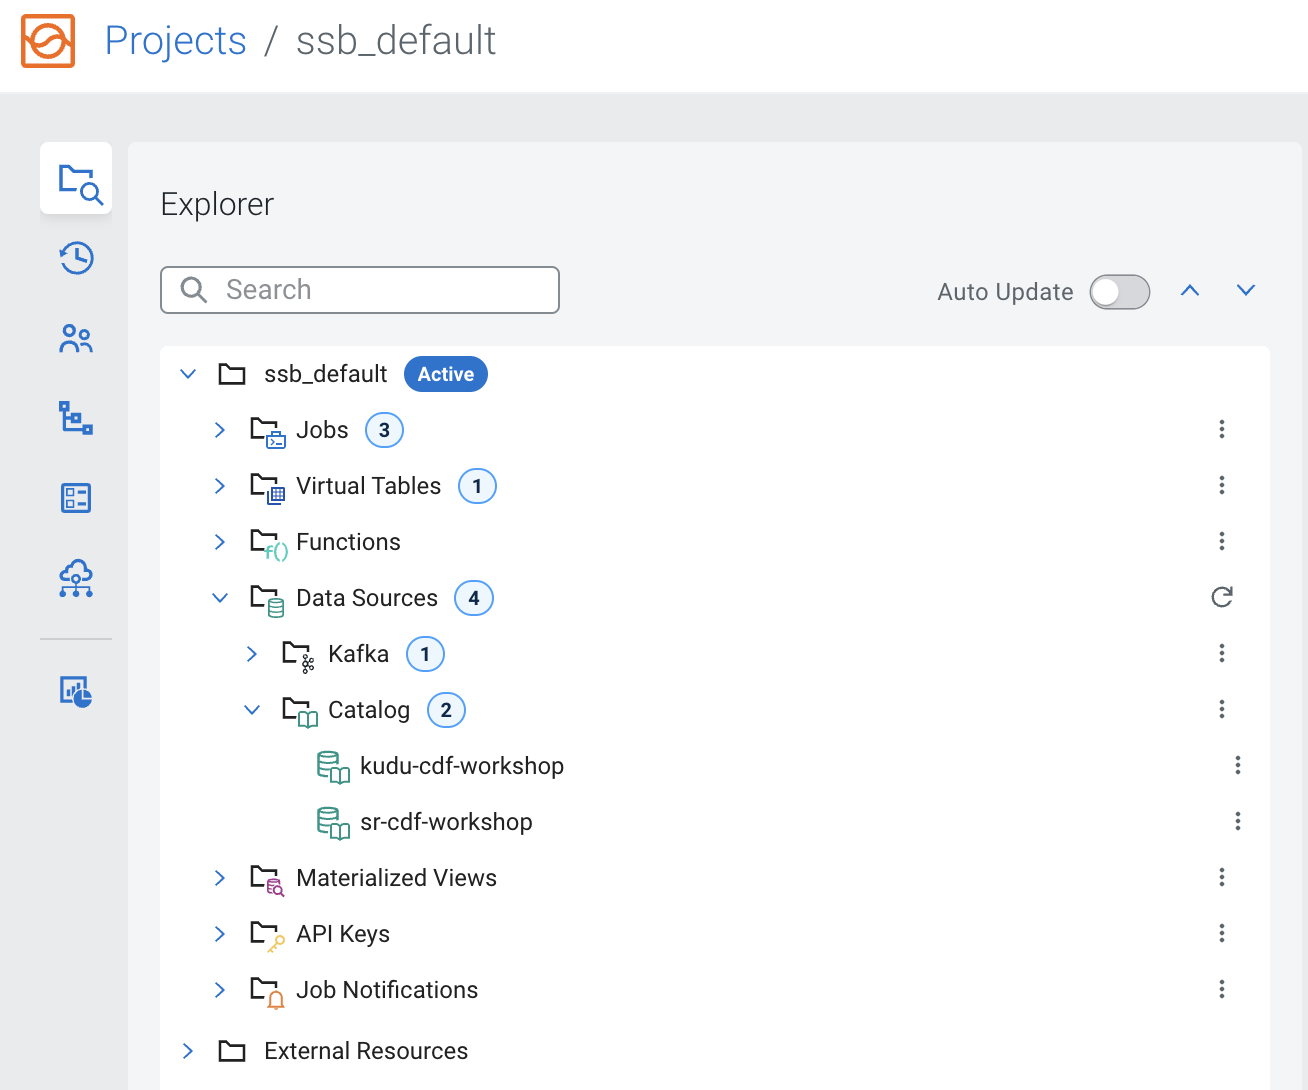 Projects / ssb_default
Explorer
Search
Auto Update
ssb_default Active
Jobs 3
Virtual Tables 1
f() Functions
Data Sources 4
Kafka 1
Catalog 2
kudu-cdf-workshop
sr-cdf-workshop
Materialized Views
API Keys
Job Notifications
External Resources